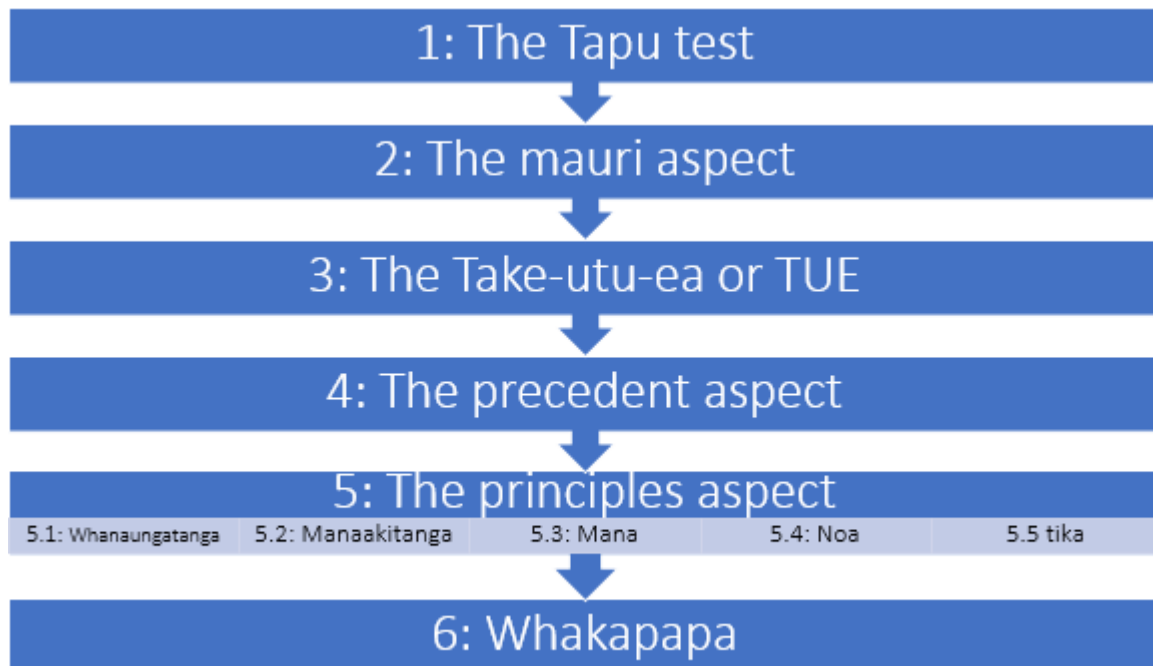 1: The Tapu test
2: The mauri aspect
3: The Take-utu-ea or TUE
4: The precedent aspect
5: The principles aspect
5.1: Whanaungatanga 5.2: Manaakitanga 5.3: Mana 5.4: Noa 5.5 tika
6: Whakapapa